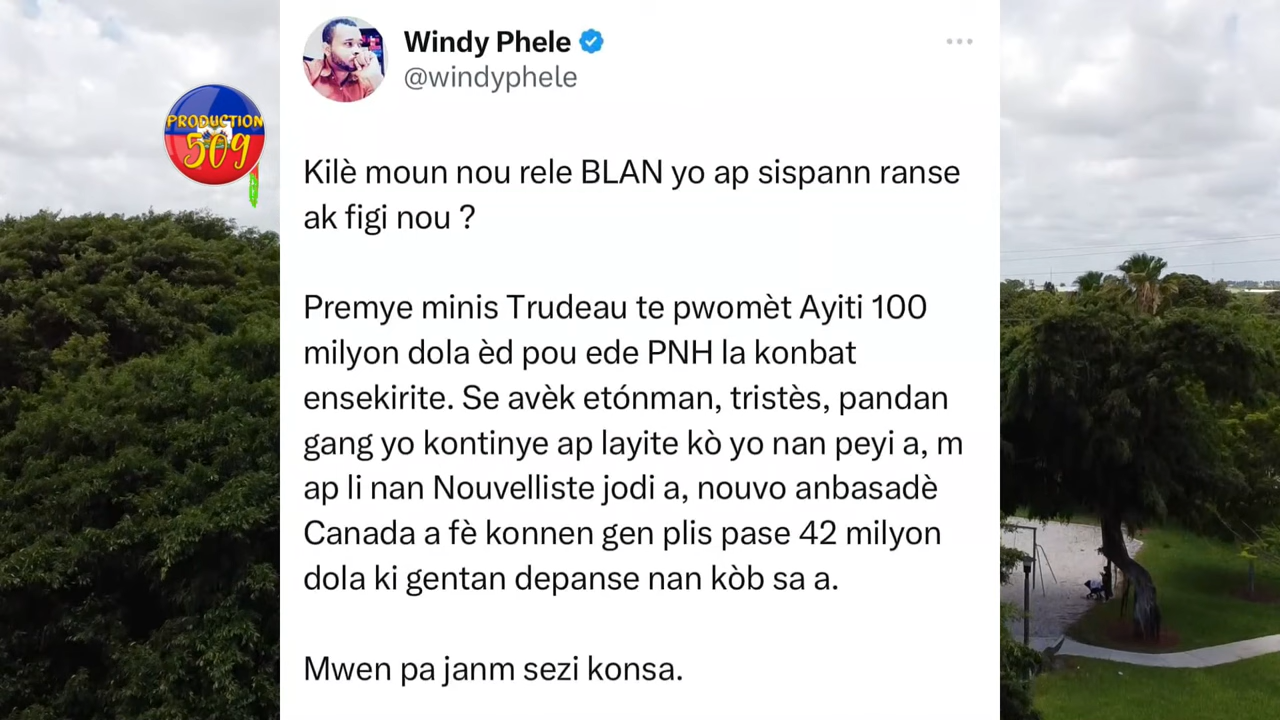 Windy Phele
@windyphele
PRODUCTION
509
Kilè moun nou rele BLAN yo ap sispann ranse
ak figi nou ?
Premye minis Trudeau te pwomèt Ayiti 100
milyon dola èd pou ede PNH la konbat
ensekirite. Se avèk etónman, tristès, pandan
gang yo kontinye ap layite kò yo nan peyi a, m
ap li nan Nouvelliste jodi a, nouvo anbasadè
Canada a fè konnen gen plis pase 42 milyon
dola ki gentan depanse nan kòb sa a.
Mwen pa janm sezi konsa.